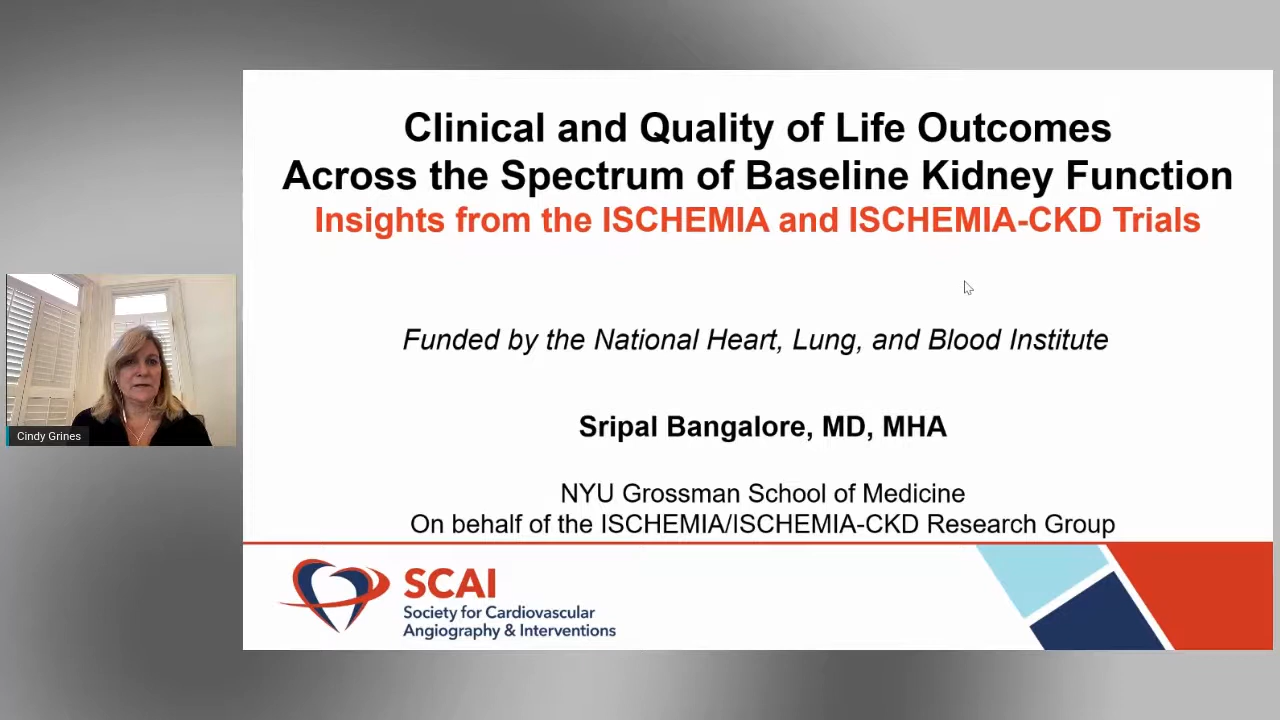 Clinical and Quality of Life Outcomes
Across the Spectrum of Baseline Kidney Function
Insights from the ISCHEMIA and ISCHEMIA-CKD Trials
Funded by the National Heart, Lung, and Blood Institute
Sripal Bangalore, MD, MHA
NYU Grossman School of Medicine
On behalf of the ISCHEMIA/ISCHEMIA-CKD Research Group
Cindy Grines
SCAI
Society for Cardiovascular
Angiography & Interventions